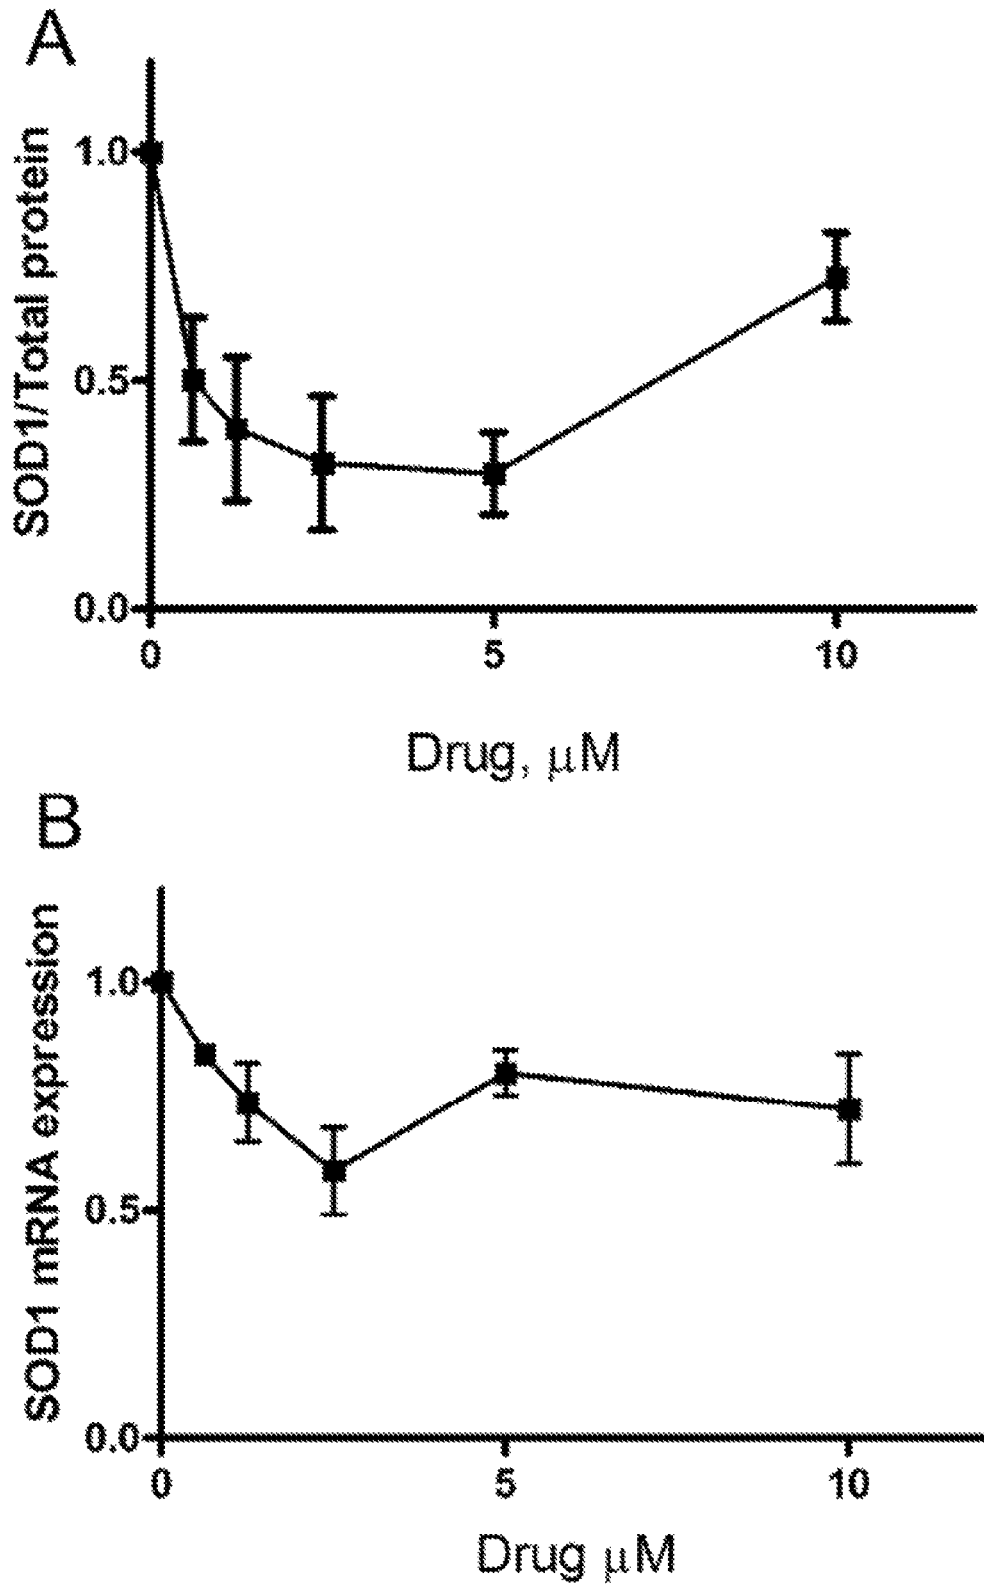 A
SOD1/Total protein
1.0
0.5
0.0
0 5 10
Drug, μM
B
SOD1 mRNA expression
1.0
0.5
0.0
0 5 10
Drug μM